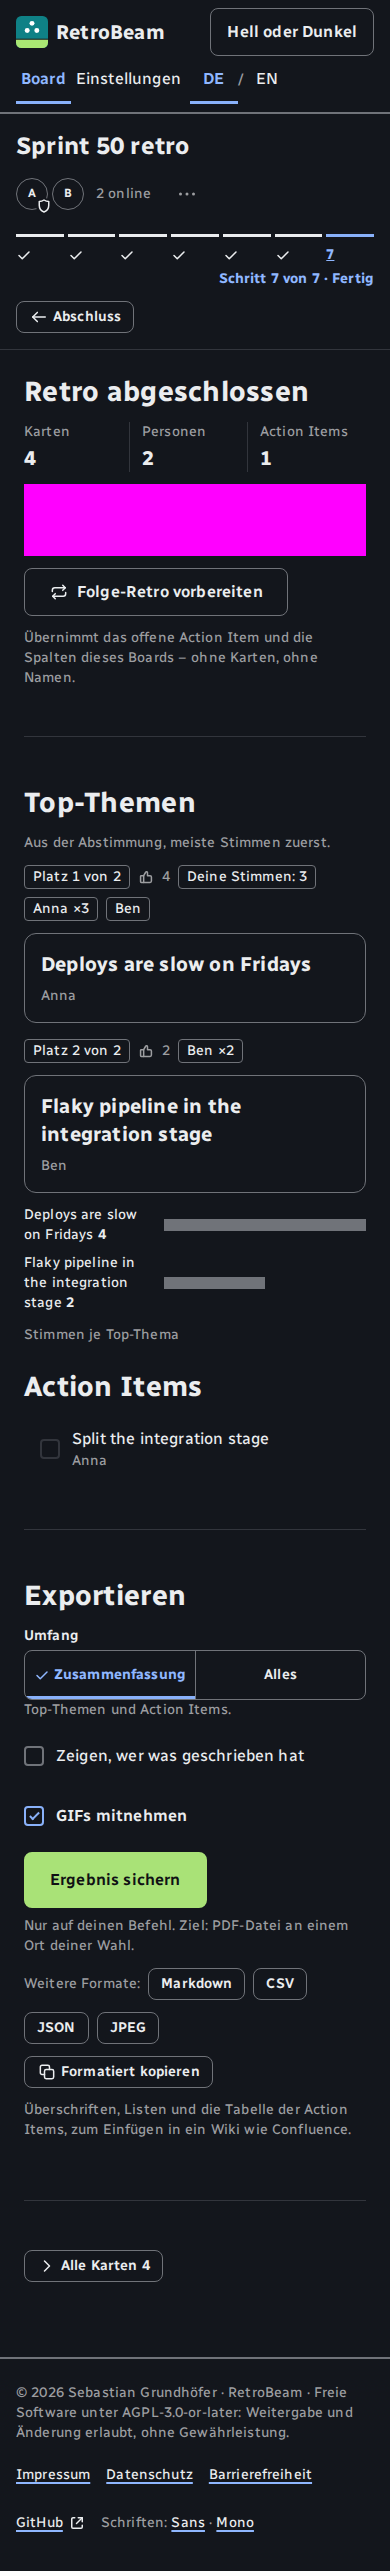 RetroBeam
Hell oder Dunkel
Board Einstellungen DE / EN
Sprint 50 retro
A B 2 online
7
Schritt 7 von 7 · Fertig
Abschluss
Retro abgeschlossen
Karten Personen Action Items
4 2 1
Folge-Retro vorbereiten
Übernimmt das offene Action Item und die
Spalten dieses Boards – ohne Karten, ohne
Namen.
Top-Themen
Aus der Abstimmung, meiste Stimmen zuerst.
Platz 1 von 2 4 Deine Stimmen: 3
Anna ×3 Ben
Deploys are slow on Fridays
Anna
Platz 2 von 2 2 Ben ×2
Flaky pipeline in the
integration stage
Ben
Deploys are slow
on Fridays 4
Flaky pipeline in
the integration
stage 2
Stimmen je Top-Thema
Action Items
Split the integration stage
Anna
Exportieren
Umfang
Zusammenfassung Alles
Top-Themen und Action Items.
Zeigen, wer was geschrieben hat
GIFs mitnehmen
Ergebnis sichern
Nur auf deinen Befehl. Ziel: PDF-Datei an einem
Ort deiner Wahl.
Weitere Formate: Markdown CSV
JSON JPEG
Formatiert kopieren
Überschriften, Listen und die Tabelle der Action
Items, zum Einfügen in ein Wiki wie Confluence.
Alle Karten 4
© 2026 Sebastian Grundhöfer · RetroBeam · Freie
Software unter AGPL-3.0-or-later: Weitergabe und
Änderung erlaubt, ohne Gewährleistung.
Impressum Datenschutz Barrierefreiheit
GitHub Schriften: Sans · Mono